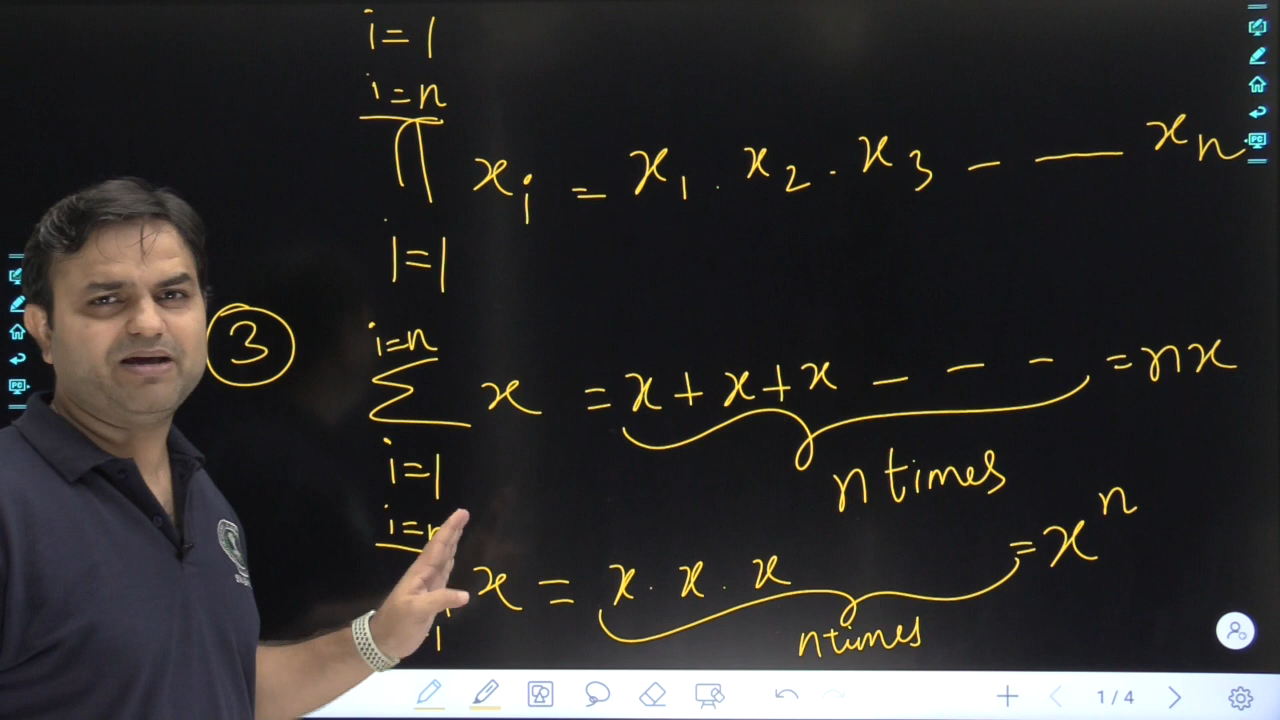 i = 1
i=n
∏ xi = x1 . x2 . x3 - — xn
i=1
3
i=n
∑ x = x + x + x - - - = nx
i=1
n times
i=n
x = x . x . x = xⁿ
n times
1 / 4